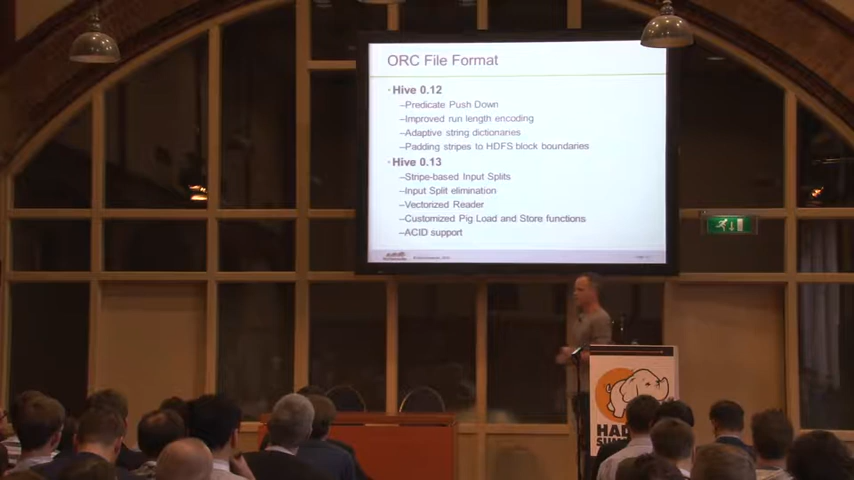 ORC File Format
• Hive 0.12
–Predicate Push Down
–Improved run length encoding
–Adaptive string dictionaries
–Padding stripes to HDFS block boundaries
• Hive 0.13
–Stripe-based Input Splits
–Input Split elimination
–Vectorized Reader
–Customized Pig Load and Store functions
–ACID support